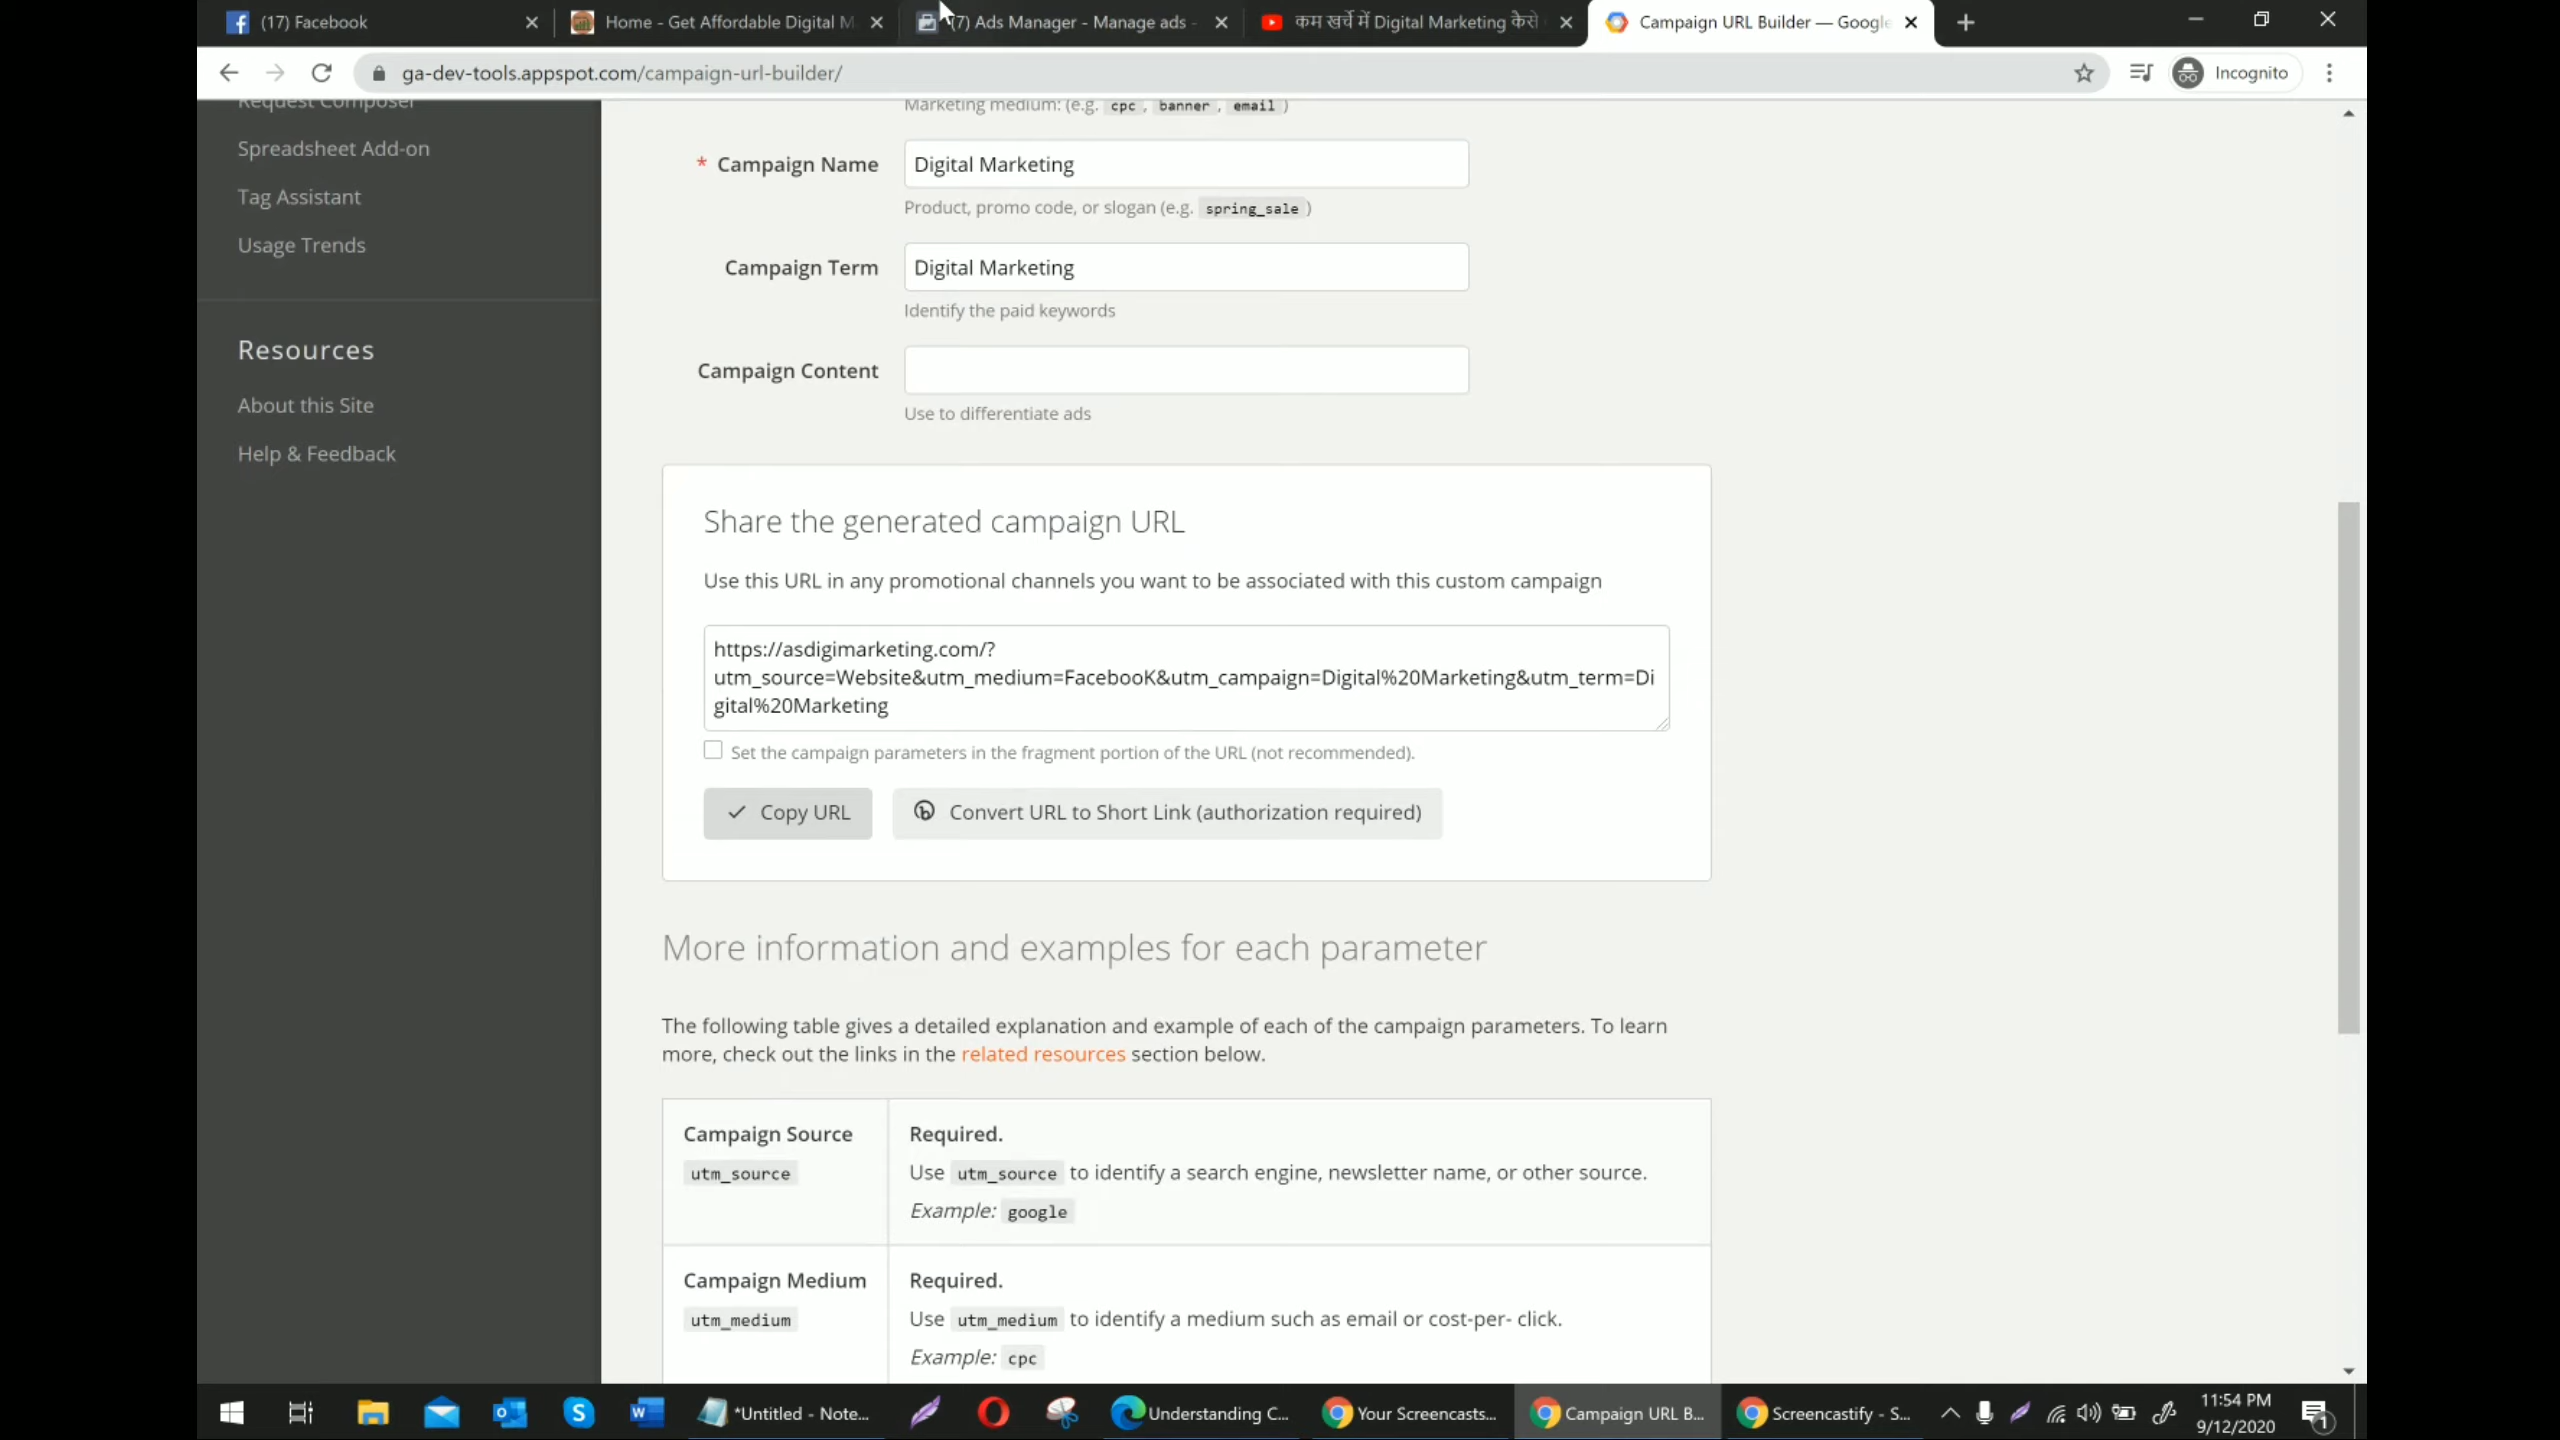 (17) Facebook
Home - Get Affordable Digital M
(7) Ads Manager - Manage ads -
कम खर्चे में Digital Marketing कैसे
Campaign URL Builder — Google
ga-dev-tools.appspot.com/campaign-url-builder/
Incognito
Request Composer
Spreadsheet Add-on
Tag Assistant
Usage Trends
Resources
About this Site
Help & Feedback
Marketing medium: (e.g. cpc, banner, email)
* Campaign Name
Digital Marketing
Product, promo code, or slogan (e.g. spring_sale)
Campaign Term
Digital Marketing
Identify the paid keywords
Campaign Content
Use to differentiate ads
Share the generated campaign URL
Use this URL in any promotional channels you want to be associated with this custom campaign
https://asdigimarketing.com/?
utm_source=Website&utm_medium=FacebooK&utm_campaign=Digital%20Marketing&utm_term=Di
gital%20Marketing
Set the campaign parameters in the fragment portion of the URL (not recommended).
Copy URL
Convert URL to Short Link (authorization required)
More information and examples for each parameter
The following table gives a detailed explanation and example of each of the campaign parameters. To learn
more, check out the links in the related resources section below.
Campaign Source
utm_source
Required.
Use utm_source to identify a search engine, newsletter name, or other source.
Example: google
Campaign Medium
utm_medium
Required.
Use utm_medium to identify a medium such as email or cost-per- click.
Example: cpc
*Untitled - Note...
Understanding C...
Your Screencasts...
Campaign URL B...
Screencastify - S...
11:54 PM
9/12/2020
1